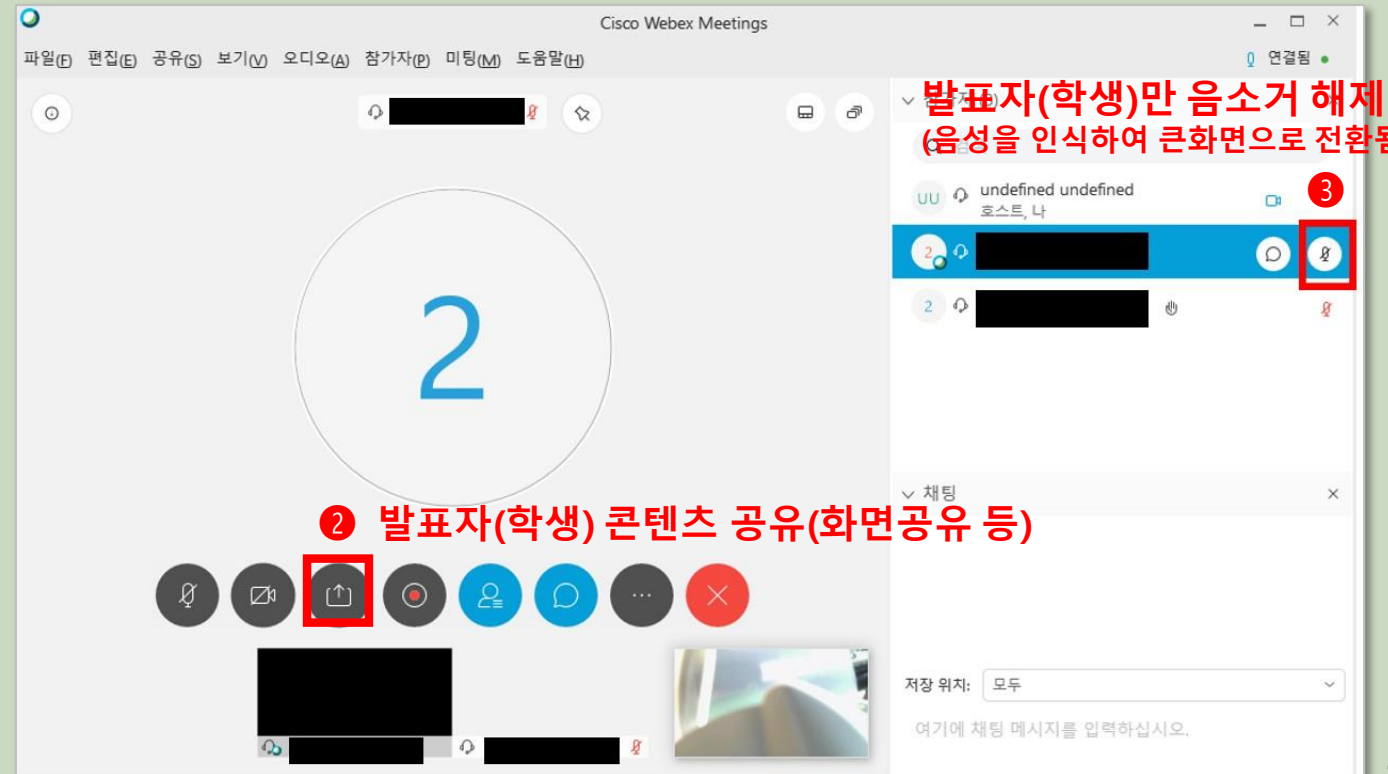 Cisco Webex Meetings
파일(F) 편집(E) 공유(S) 보기(V) 오디오(A) 참가자(P) 미팅(M) 도움말(H)
연결됨
발표자(학생)만 음소거 해제
(음성을 인식하여 큰화면으로 전환됨
UU
undefined undefined
호스트, 나
3
2
2
2
채팅
2 발표자(학생) 콘텐츠 공유(화면공유 등)
저장 위치: 모두
여기에 채팅 메시지를 입력하십시오.